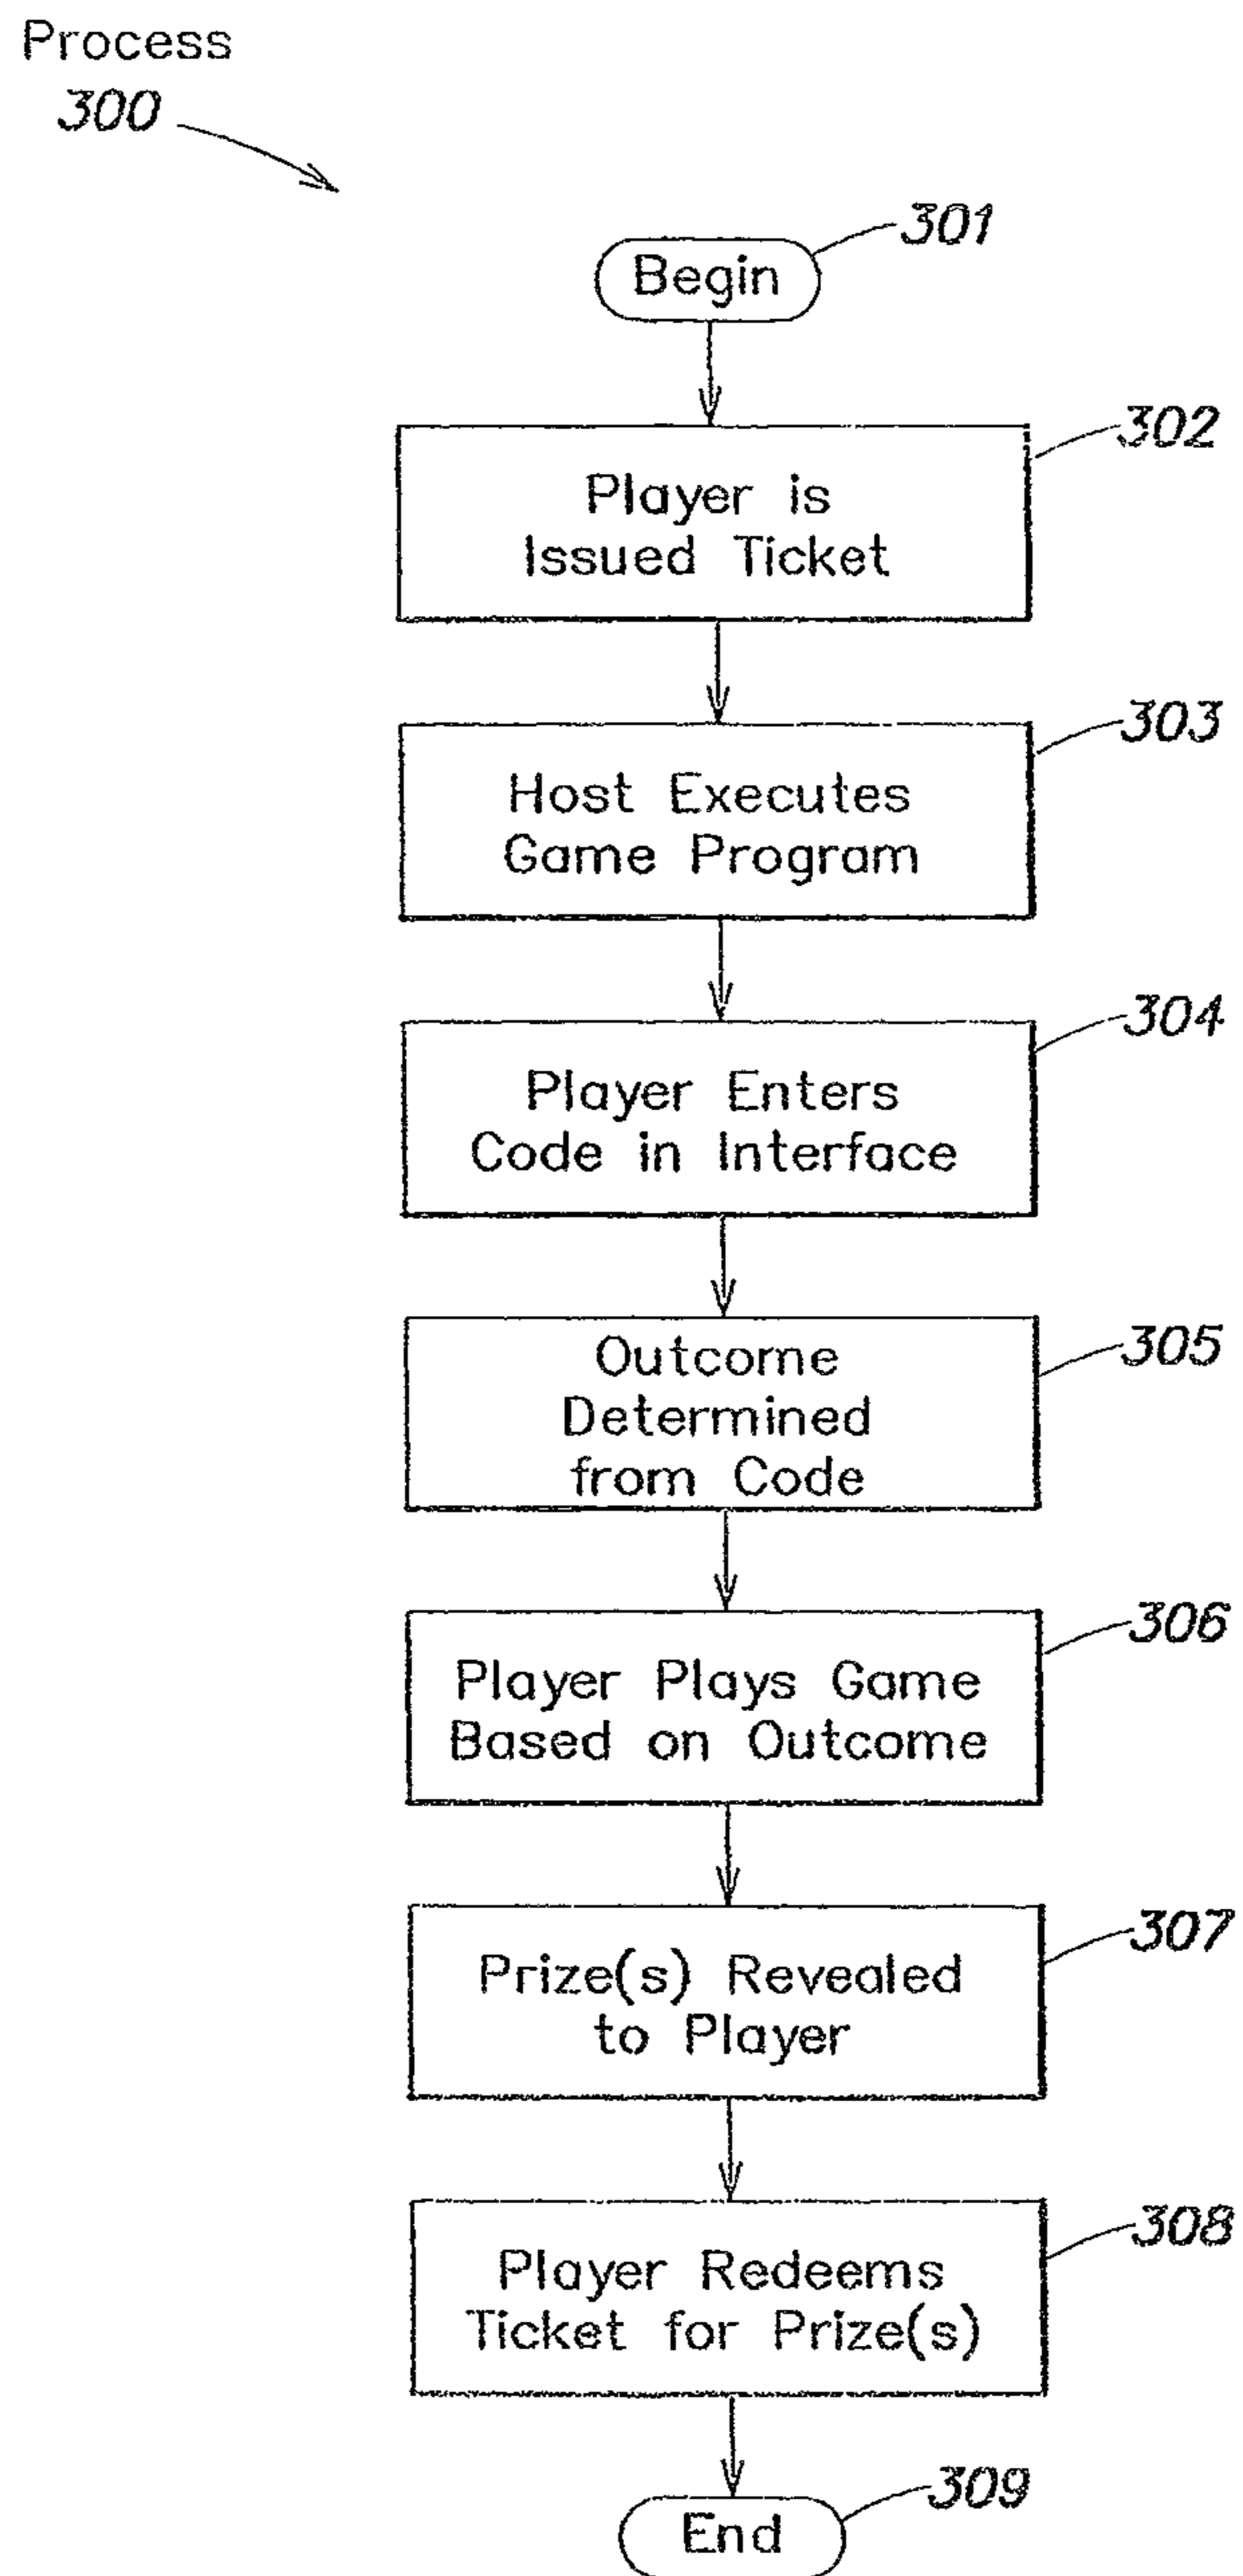 Process
300
301
Begin
302
Player is
Issued Ticket
303
Host Executes
Game Program
304
Player Enters
Code in Interface
305
Outcome
Determined
from Code
306
Player Plays Game
Based on Outcome
307
Prize(s) Revealed
to Player
308
Player Redeems
Ticket for Prize(s)
309
End